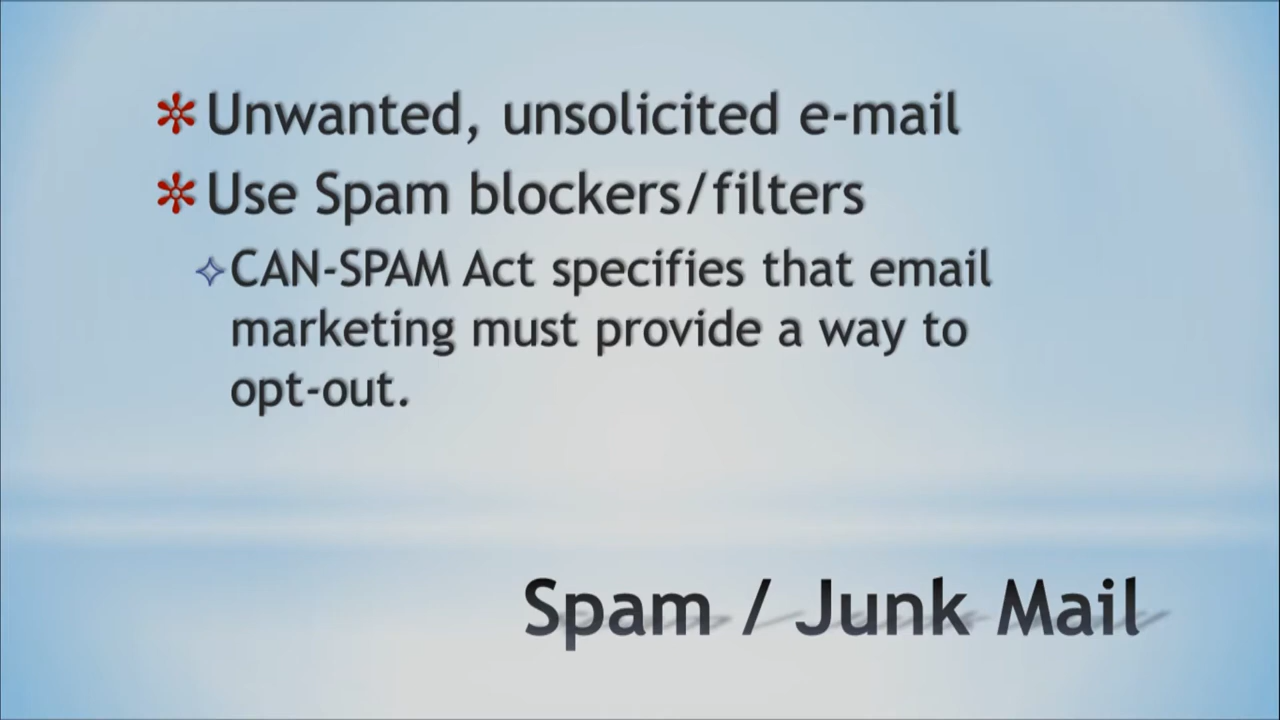 Unwanted, unsolicited e-mail
Use Spam blockers/filters
CAN-SPAM Act specifies that email
marketing must provide a way to
opt-out.
Spam / Junk Mail